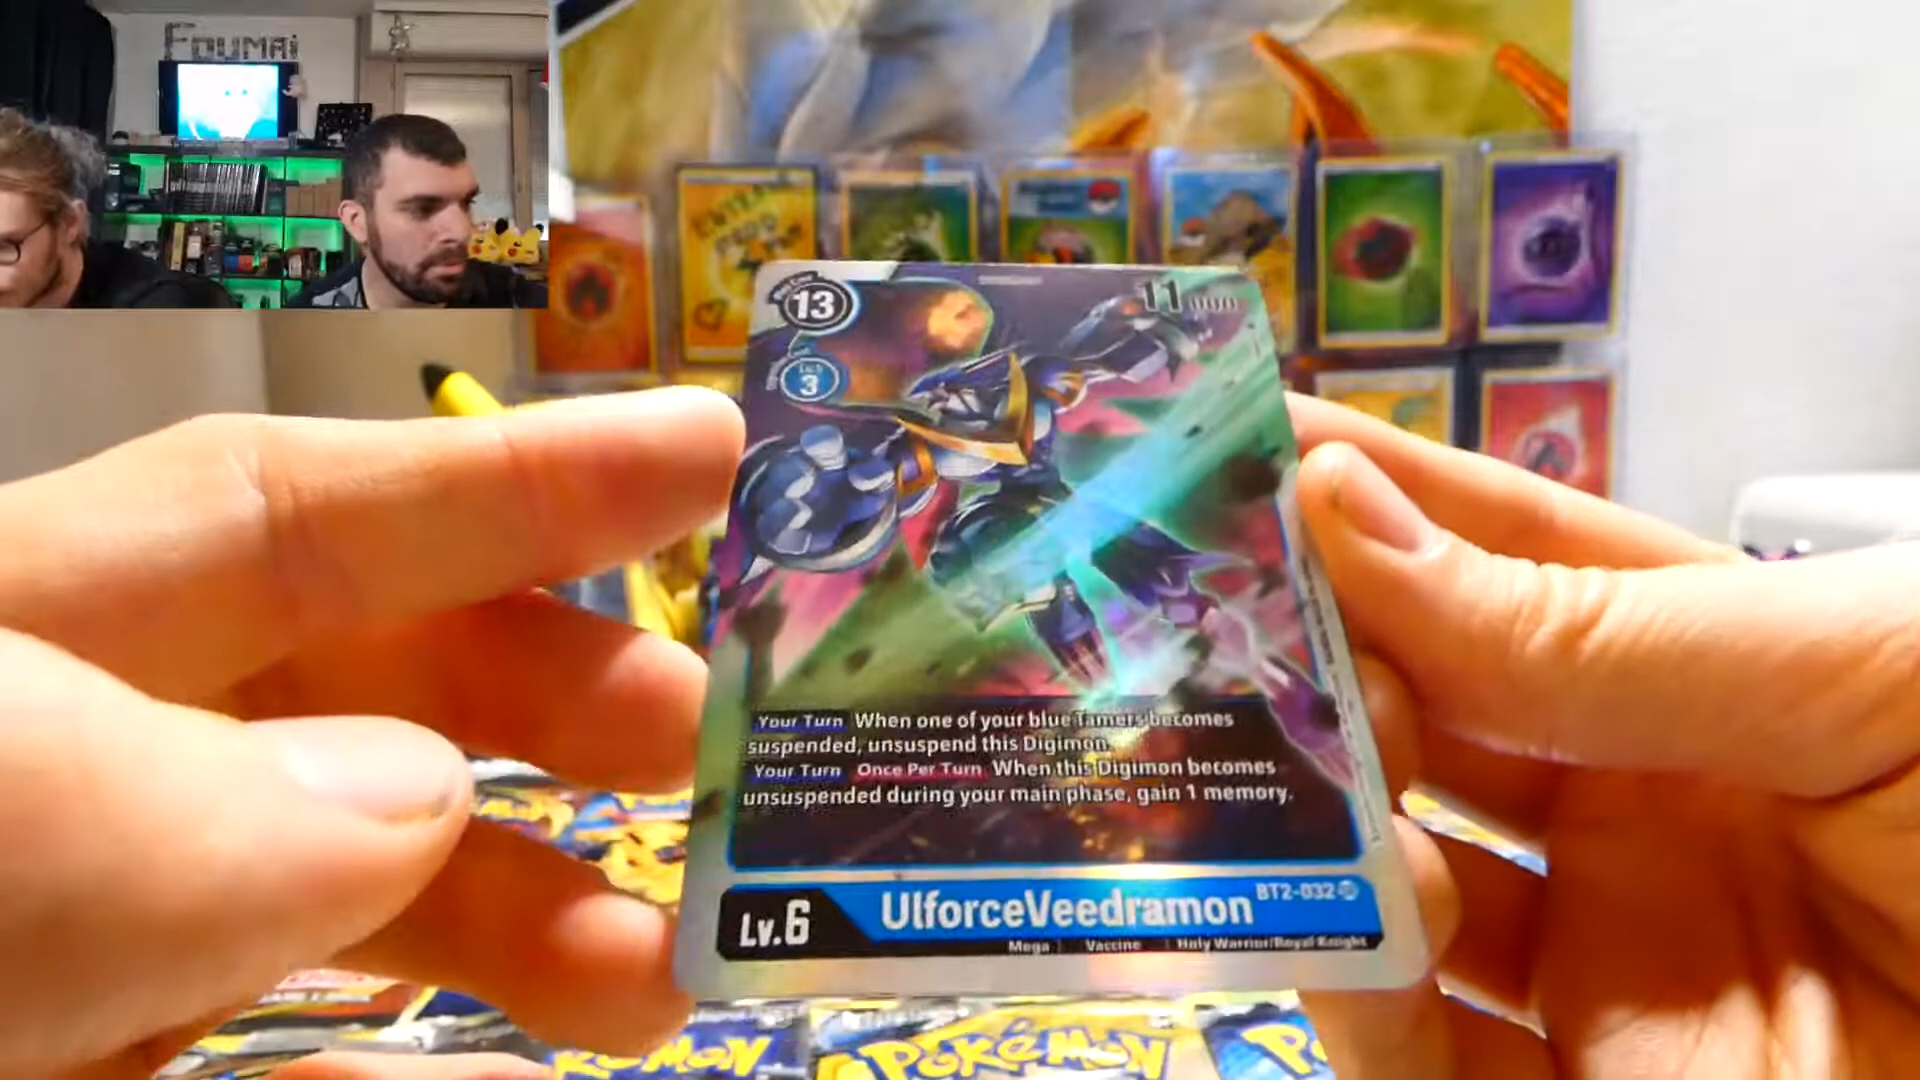 FOUMAI
13
11000
Lv.5
3
Your Turn When one of your blue Tamers becomes
suspended, unsuspend this Digimon.
Your Turn Once Per Turn When this Digimon becomes
unsuspended during your main phase, gain 1 memory.
BT2-032
UlforceVeedramon
Lv.6
Mega Vaccine Holy Warrior/Royal Knight
POKÉMON
POKÉMON